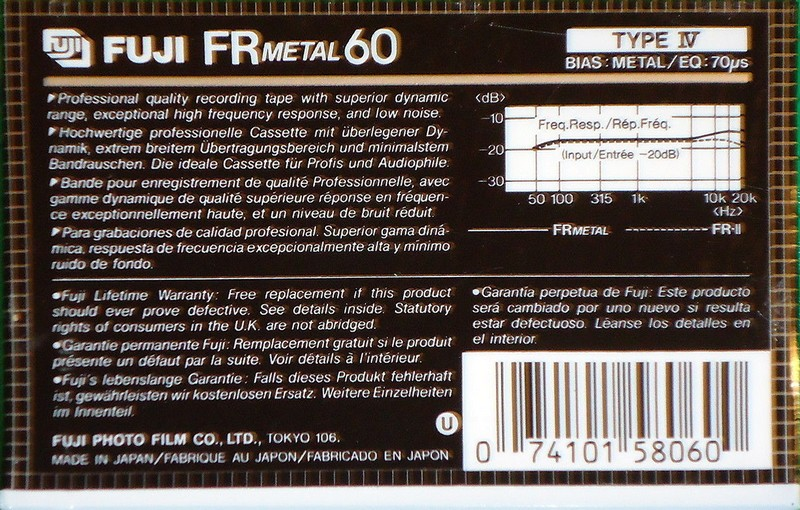 FUJI FUJI FR METAL 60
TYPE IV
BIAS : METAL/EQ : 70µs
▶Professional quality recording tape with superior dynamic
range, exceptional high frequency response, and low noise.
▶Hochwertige professionelle Cassette mit überlegener Dy-
namik, extrem breitem Übertragungsbereich und minimalstem
Bandrauschen. Die ideale Cassette für Profis und Audiophile.
▶Bande pour enregistrement de qualité Professionnelle, avec
gamme dynamique de qualité supérieure réponse en fréquen-
ce exceptionnellement haute, et un niveau de bruit réduit.
▶Para grabaciones de calidad profesional. Superior gama diná-
mica, respuesta de frecuencia excepcionalmente alta y mínimo
ruido de fondo.
<dB>
-10
Freq.Resp./Rép.Fréq.
-20
(Input/Entrée -20dB)
-30
50 100 315 1k 10k 20k
<Hz>
FR METAL FR-II
●Fuji Lifetime Warranty: Free replacement if this product
should ever prove defective. See details inside. Statutory
rights of consumers in the U.K. are not abridged.
●Garantie permanente Fuji: Remplacement gratuit si le produit
présente un défaut par la suite. Voir détails à l'intérieur.
●Fuji's lebenslange Garantie: Falls dieses Produkt fehlerhaft
ist, gewährleisten wir kostenlosen Ersatz. Weitere Einzelheiten
im Innenteil.
●Garantía perpetua de Fuji: Este producto
será cambiado por uno nuevo si resulta
estar defectuoso. Léanse los detalles en
el interior.
U
FUJI PHOTO FILM CO., LTD., TOKYO 106.
MADE IN JAPAN/FABRIQUE AU JAPON/FABRICADO EN JAPON
0 74101 58060